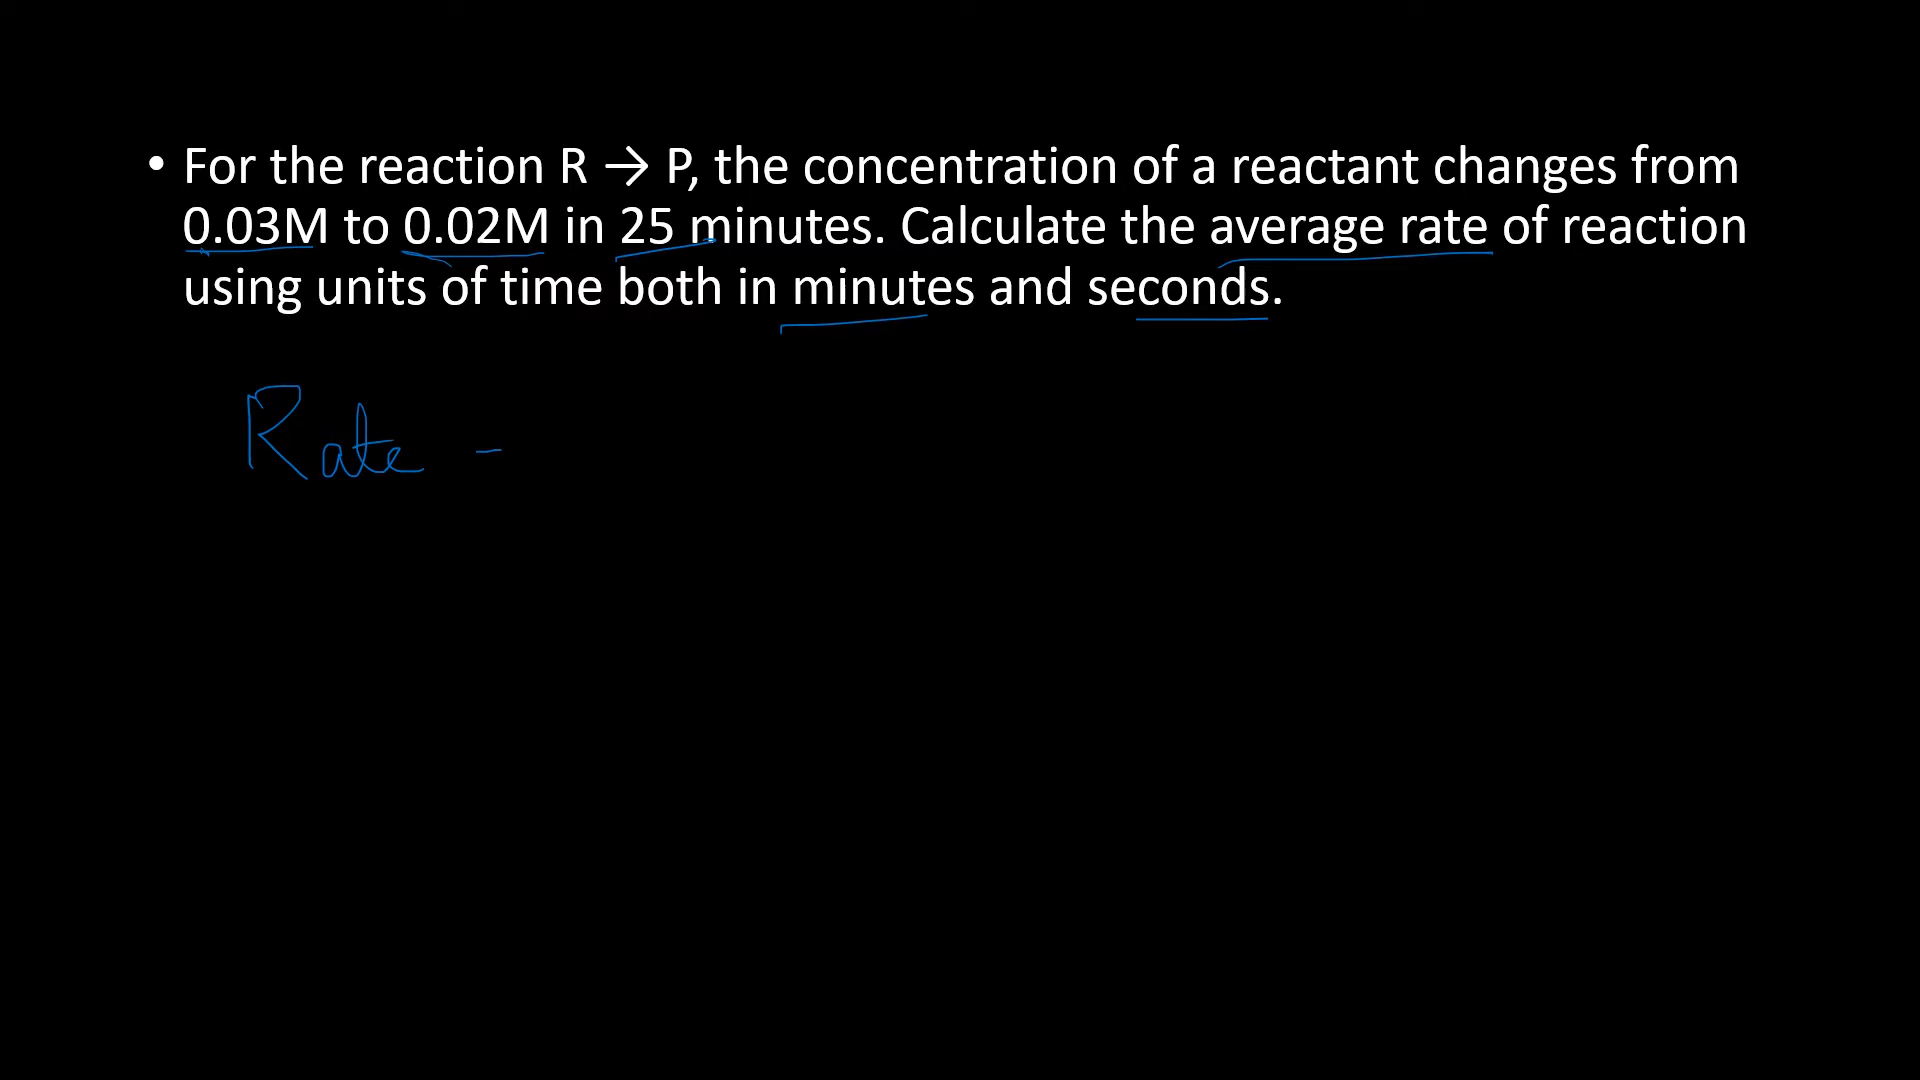 • For the reaction R → P, the concentration of a reactant changes from
0.03M to 0.02M in 25 minutes. Calculate the average rate of reaction
using units of time both in minutes and seconds.
Rate -